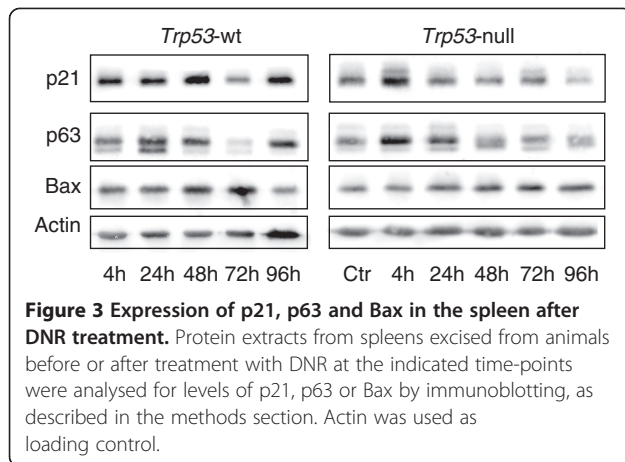 Trp53-wt Trp53-null
p21
p63
Bax
Actin
4h 24h 48h 72h 96h Ctr 4h 24h 48h 72h 96h
Figure 3 Expression of p21, p63 and Bax in the spleen after
DNR treatment. Protein extracts from spleens excised from animals
before or after treatment with DNR at the indicated time-points
were analysed for levels of p21, p63 or Bax by immunoblotting, as
described in the methods section. Actin was used as
loading control.